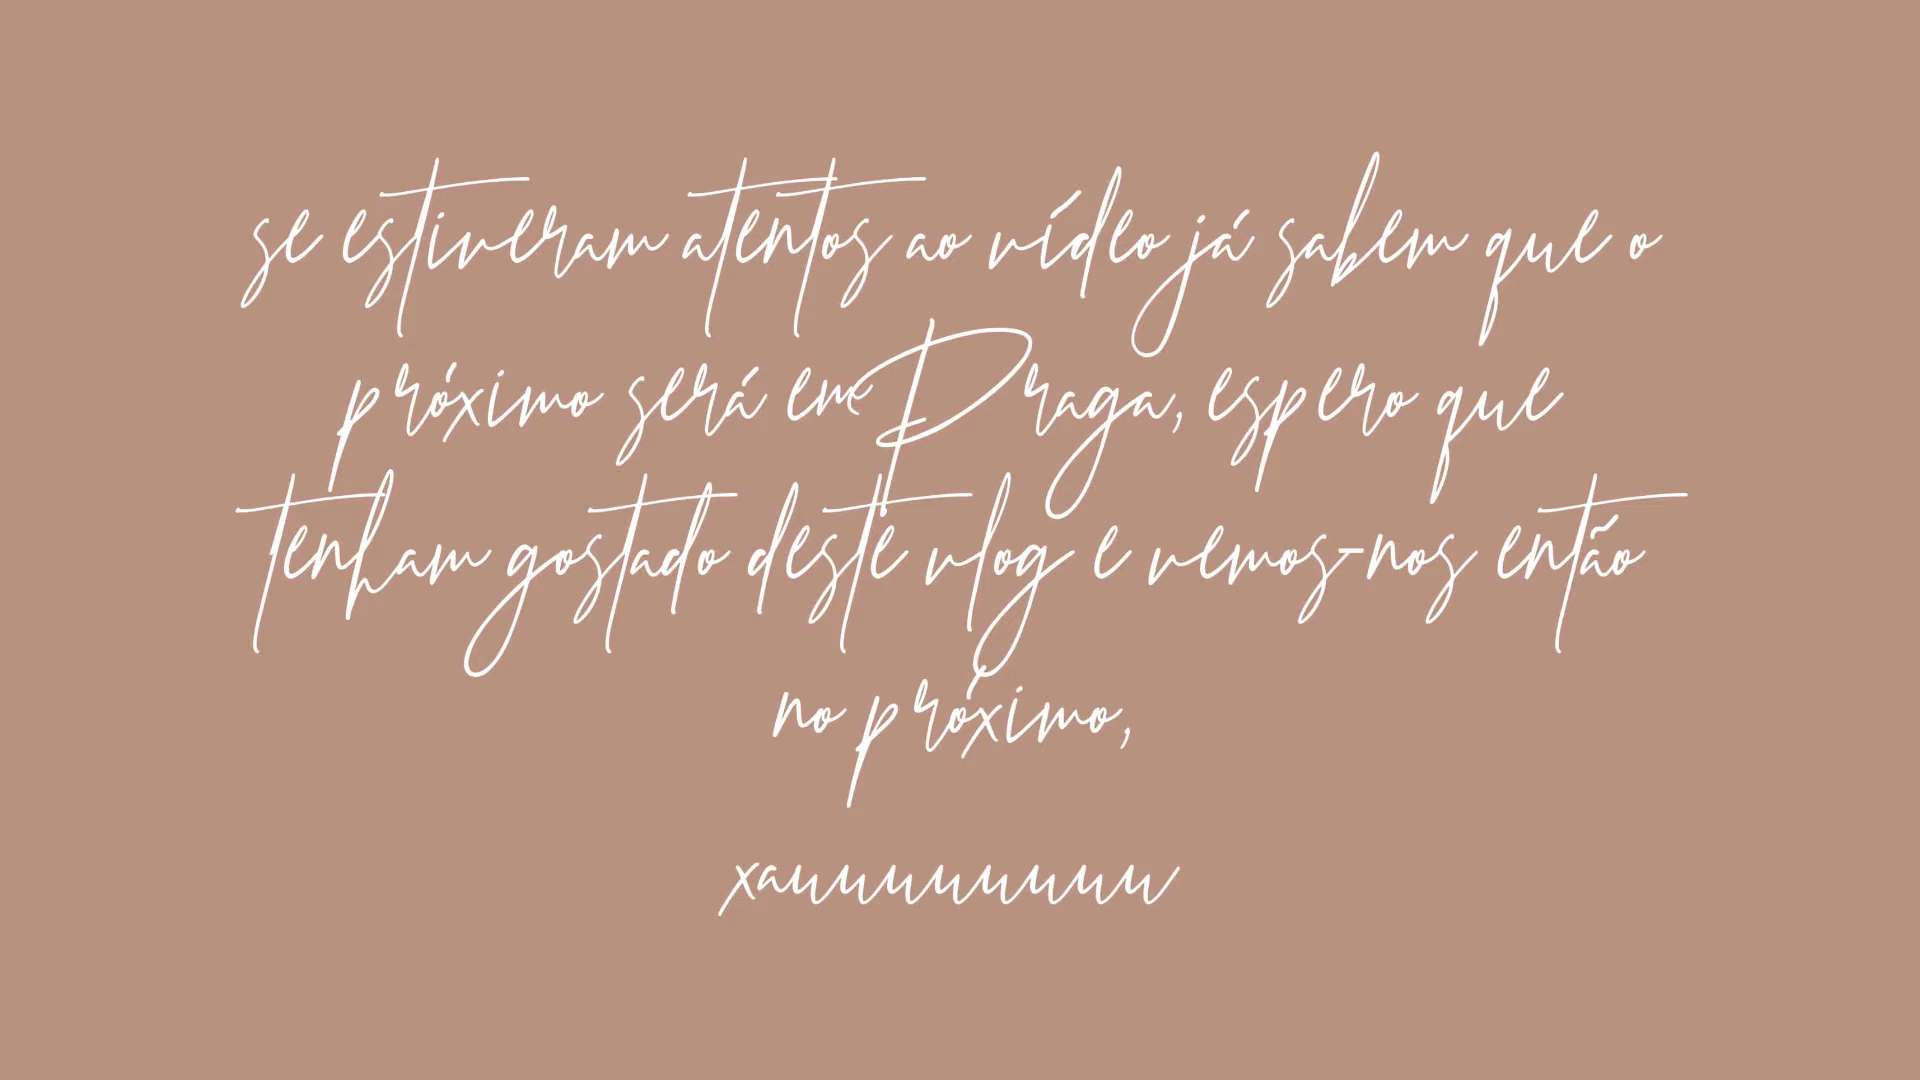 se estiveram atentos ao vídeo já sabem que o
próximo será em Praga, espero que
tenham gostado deste vlog e vemos-nos então
no próximo,
xauuuuuuuu